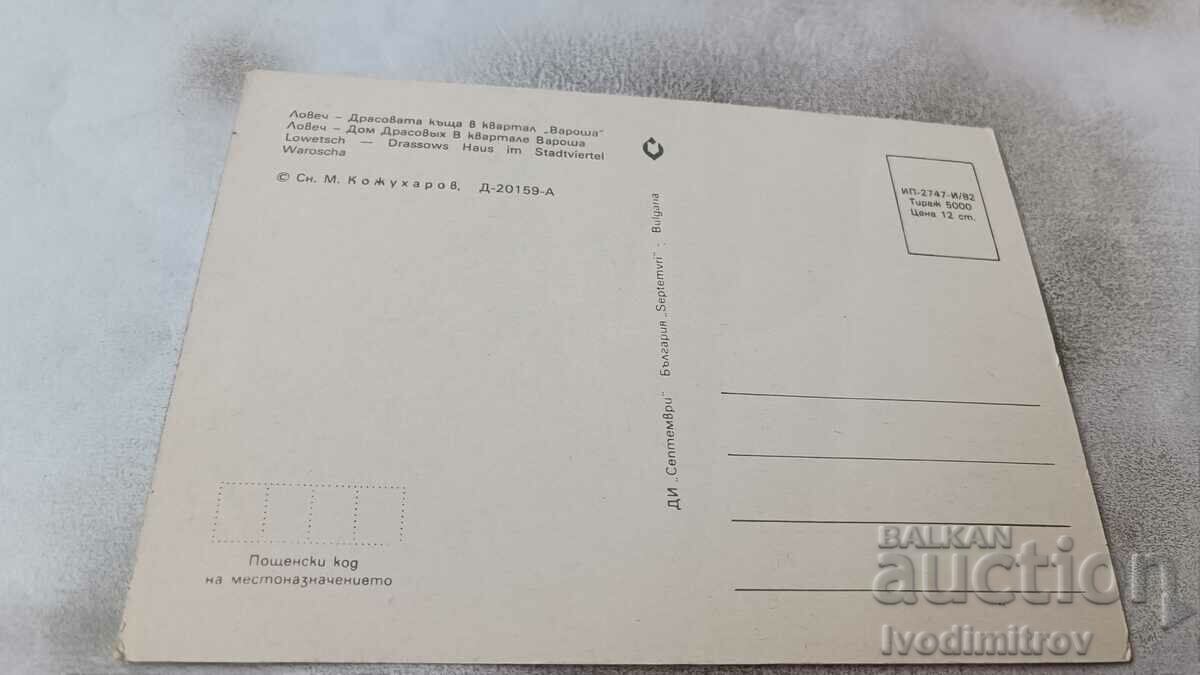 Ловеч – Драсовата къща в квартал „Вароша"
Ловеч – Дом Драсовых В квартале Вароша
Lowetsch — Drassows Haus im Stadtviertel
Waroscha
© Сн. М. Кожухаров, Д-20159-А
ДИ „Септември" България „Septemvri" · Bulgaria
ИП-2747-И/82
Тираж 5000
Цена 12 ст.
Пощенски код
на местоназначението
BALKAN
auction
Ivodimitrov